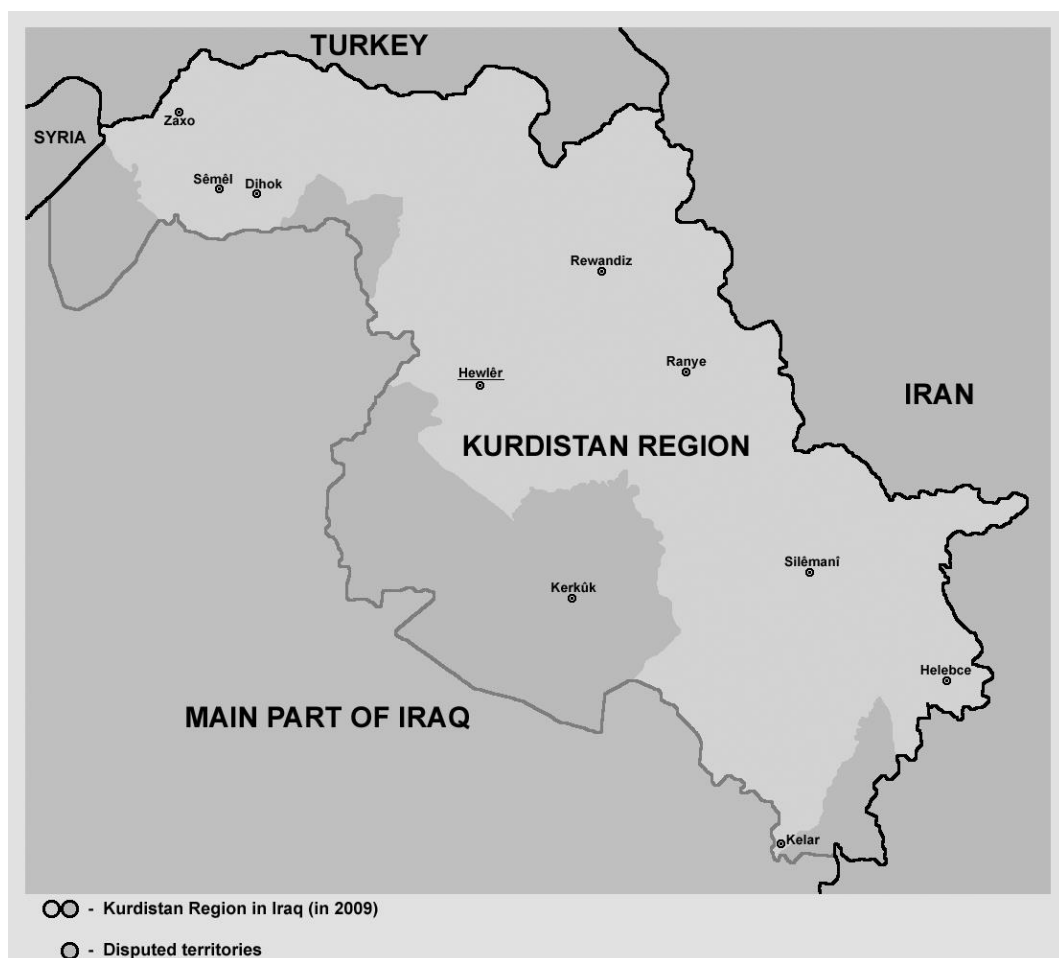 TURKEY
SYRIA
Zaxo
Sêmêl
Dihok
Rewandiz
Hewlêr
Ranye
IRAN
KURDISTAN REGION
Silêmanî
Kerkûk
Helebce
MAIN PART OF IRAQ
Kelar
- Kurdistan Region in Iraq (in 2009)
- Disputed territories